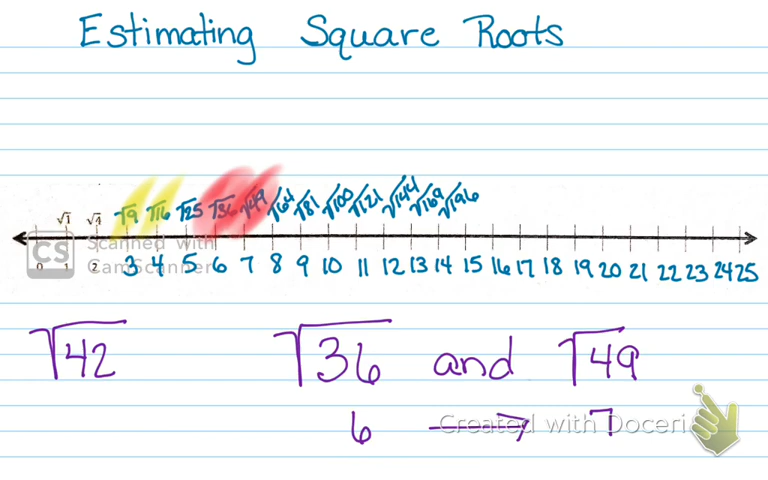 Estimating Square Roots
√1 √4 √9 √16 √25 √36 √49 √64 √81 √100 √121 √144 √169 √196
CS Scanned with
CamScanner
0 1 2 3 4 5 6 7 8 9 10 11 12 13 14 15 16 17 18 19 20 21 22 23 24 25
√42 √36 and √49
6 → 7
Created with Doceri